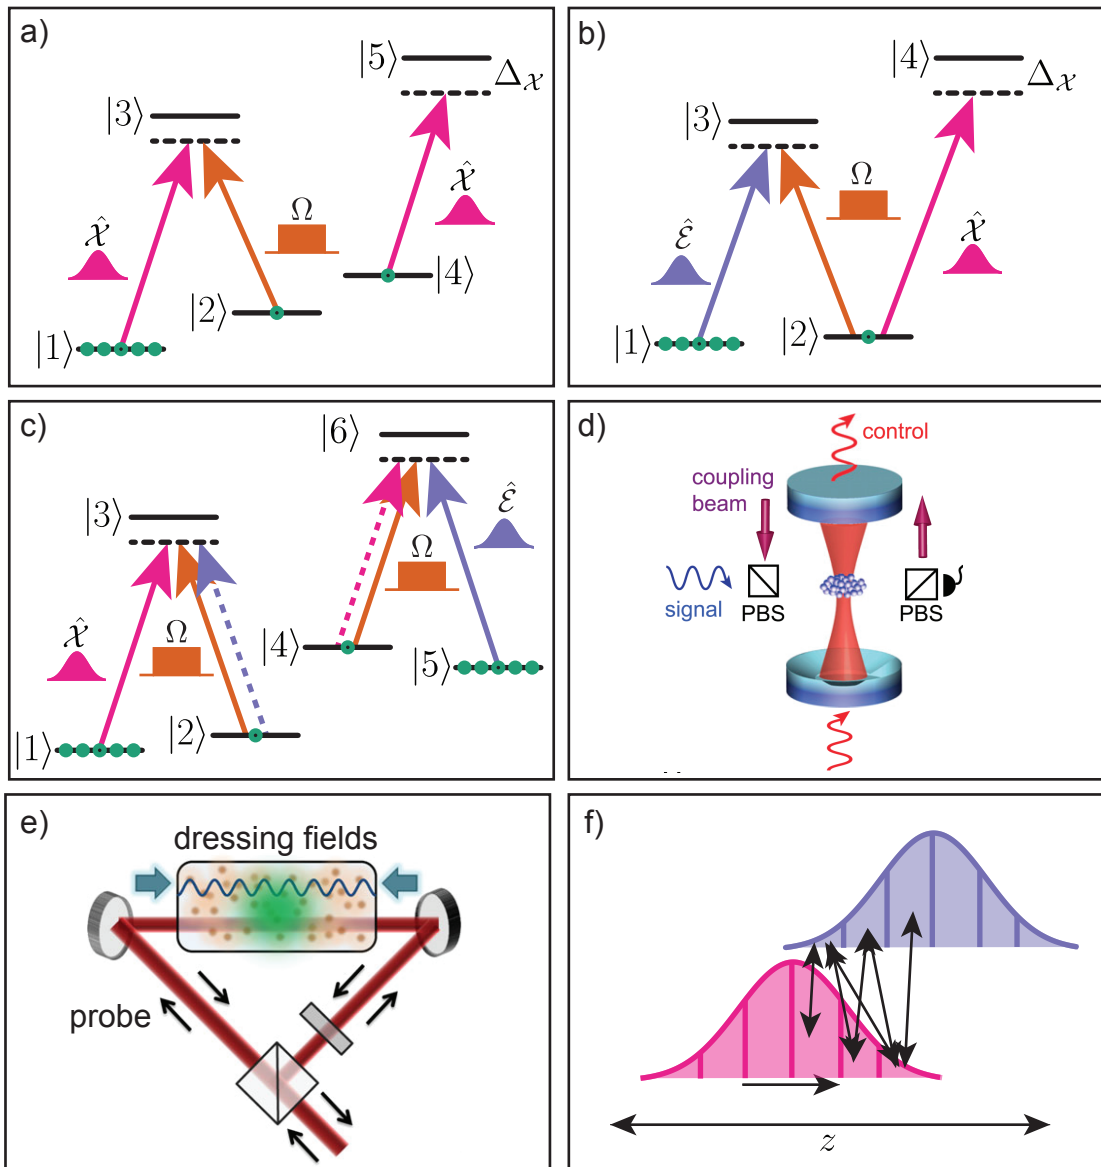 a)
|5⟩
Δ𝒳
|3⟩
𝒳̂
Ω
𝒳̂
|4⟩
|2⟩
|1⟩
b)
|4⟩
Δ𝒳
|3⟩
Ω
ℰ̂
𝒳̂
|1⟩
|2⟩
c)
|6⟩
|3⟩
ℰ̂
Ω
𝒳̂
Ω
|4⟩
|5⟩
|1⟩
|2⟩
d)
control
coupling
beam
signal
PBS
PBS
e)
dressing fields
probe
f)
z